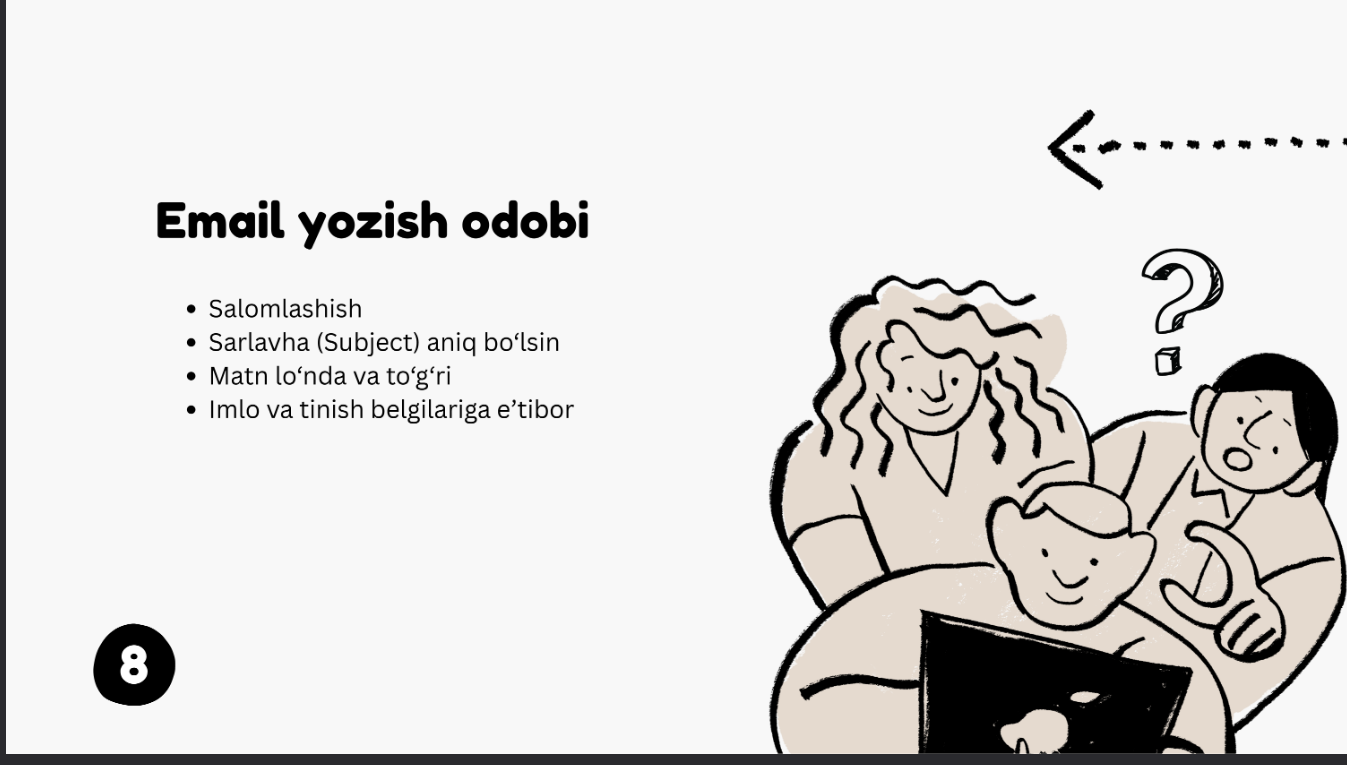 Email yozish odobi
• Salomlashish
• Sarlavha (Subject) aniq bo‘lsin
• Matn lo‘nda va to‘g‘ri
• Imlo va tinish belgilariga e’tibor
?
8